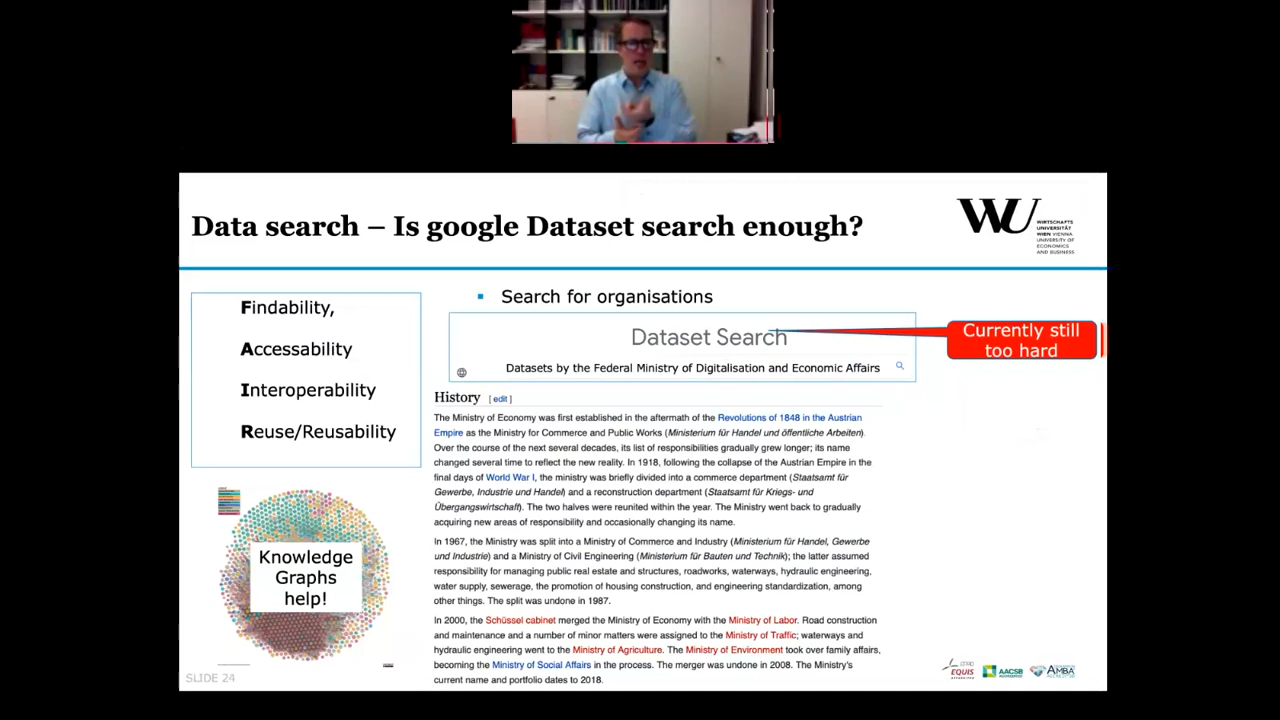 Data search – Is google Dataset search enough?
WU
WIRTSCHAFTS
UNIVERSITÄT
WIEN VIENNA
UNIVERSITY OF
ECONOMICS
AND BUSINESS
Findability,
Accessability
Interoperability
Reuse/Reusability
Knowledge
Graphs
help!
▪ Search for organisations
Dataset Search
Datasets by the Federal Ministry of Digitalisation and Economic Affairs
Currently still
too hard
History [ edit ]
The Ministry of Economy was first established in the aftermath of the Revolutions of 1848 in the Austrian
Empire as the Ministry for Commerce and Public Works (Ministerium für Handel und öffentliche Arbeiten).
Over the course of the next several decades, its list of responsibilities gradually grew longer; its name
changed several time to reflect the new reality. In 1918, following the collapse of the Austrian Empire in the
final days of World War I, the ministry was briefly divided into a commerce department (Staatsamt für
Gewerbe, Industrie und Handel) and a reconstruction department (Staatsamt für Kriegs- und
Übergangswirtschaft). The two halves were reunited within the year. The Ministry went back to gradually
acquiring new areas of responsibility and occasionally changing its name.
In 1967, the Ministry was split into a Ministry of Commerce and Industry (Ministerium für Handel, Gewerbe
und Industrie) and a Ministry of Civil Engineering (Ministerium für Bauten und Technik); the latter assumed
responsibility for managing public real estate and structures, roadworks, waterways, hydraulic engineering,
water supply, sewerage, the promotion of housing construction, and engineering standardization, among
other things. The split was undone in 1987.
In 2000, the Schüssel cabinet merged the Ministry of Economy with the Ministry of Labor. Road construction
and maintenance and a number of minor matters were assigned to the Ministry of Traffic; waterways and
hydraulic engineering went to the Ministry of Agriculture. The Ministry of Environment took over family affairs,
becoming the Ministry of Social Affairs in the process. The merger was undone in 2008. The Ministry's
current name and portfolio dates to 2018.
SLIDE 24
EQUIS
AACSB
AMBA